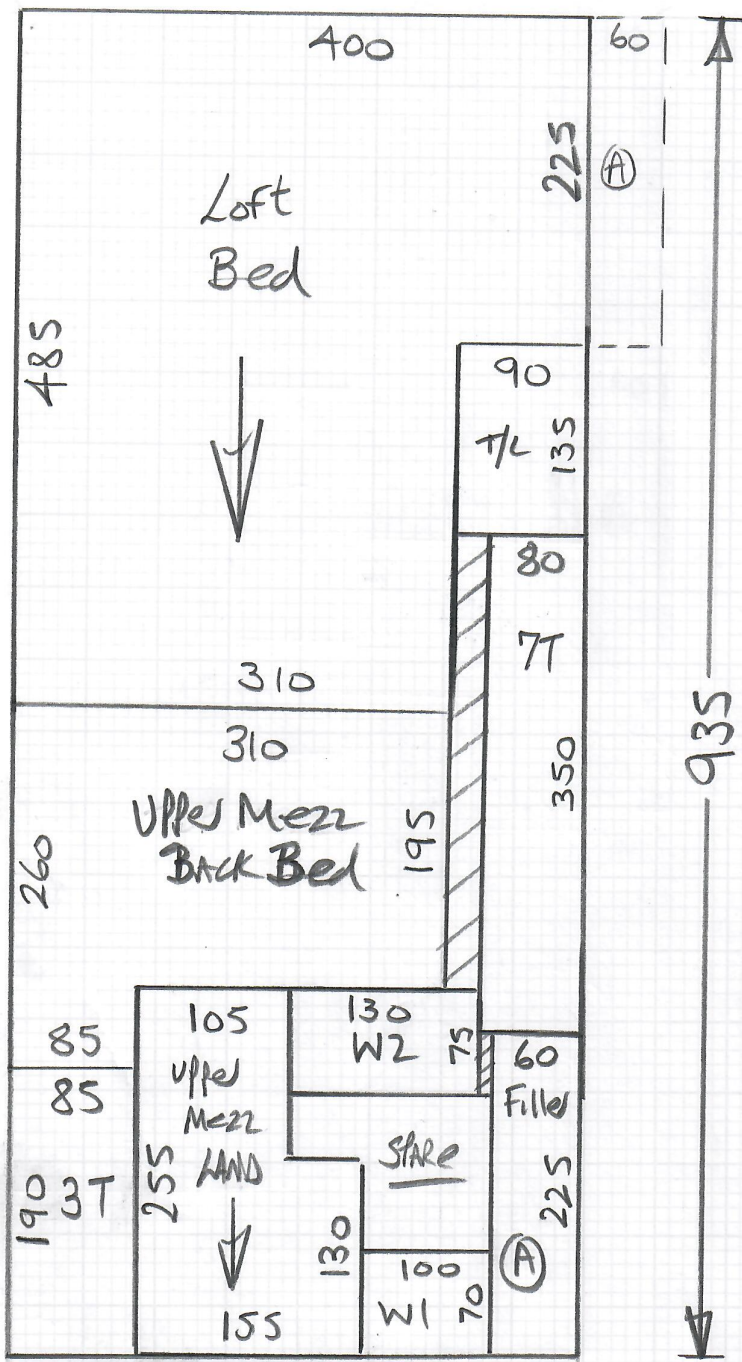 400
60
225
A
Loft
Bed
485
90
T/L
135
80
7T
310
310
350
935
Upper Mezz
BACK Bed
195
260
105
130
W2
75
60
Filler
85
85
Upper
Mezz
LAND
SPARE
190
3T
255
225
130
100
A
W1
70
155